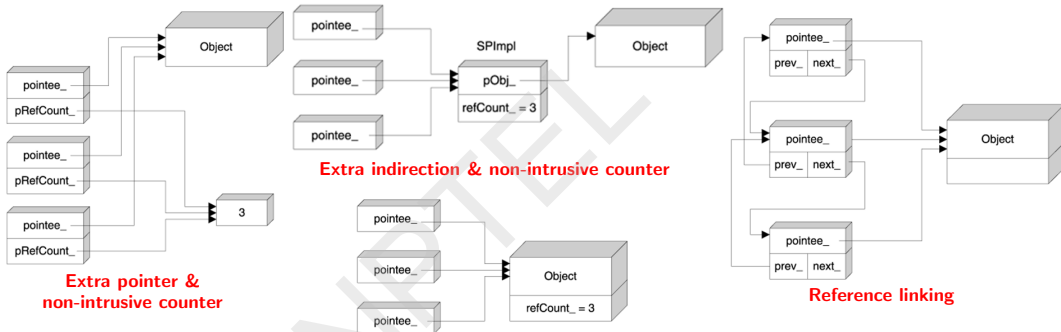 Object
pointee_
pRefCount_
pointee_
pRefCount_
pointee_
pRefCount_
3
Extra pointer &
non-intrusive counter
pointee_
pointee_
pointee_
SPImpl
pObj_
refCount_ = 3
Object
Extra indirection & non-intrusive counter
pointee_
pointee_
pointee_
Object
refCount_ = 3
pointee_
prev_ next_
pointee_
prev_ next_
pointee_
prev_ next_
Object
Reference linking
NPTEL